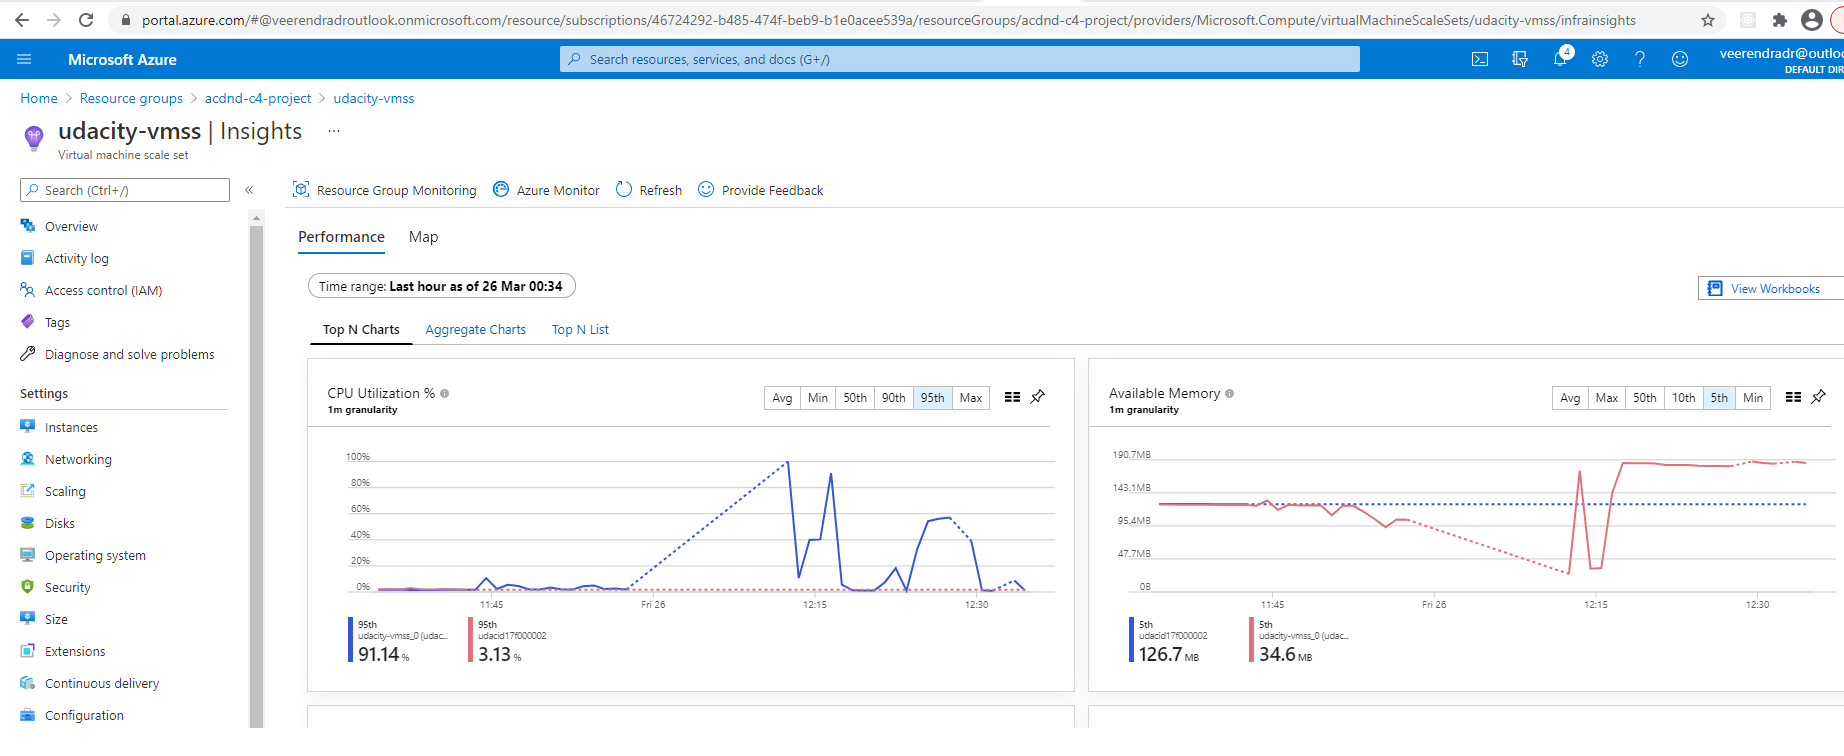 portal.azure.com/#@veerendradroutlook.onmicrosoft.com/resource/subscriptions/46724292-b485-474f-beb9-b1e0acee539a/resourceGroups/acdnd-c4-project/providers/Microsoft.Compute/virtualMachineScaleSets/udacity-vmss/infrainsights
Microsoft Azure
Search resources, services, and docs (G+/)
4
veerendradr@outloo
DEFAULT DIR
Home > Resource groups > acdnd-c4-project > udacity-vmss
udacity-vmss | Insights ...
Virtual machine scale set
Search (Ctrl+/)
«
Overview
Activity log
Access control (IAM)
Tags
Diagnose and solve problems
Settings
Instances
Networking
Scaling
Disks
Operating system
Security
Size
Extensions
Continuous delivery
Configuration
Resource Group Monitoring Azure Monitor Refresh Provide Feedback
Performance Map
Time range: Last hour as of 26 Mar 00:34
View Workbooks
Top N Charts Aggregate Charts Top N List
CPU Utilization %
1m granularity
Avg Min 50th 90th 95th Max
100%
80%
60%
40%
20%
0%
11:45 Fri 26 12:15 12:30
95th
udacity-vmss_0 (udac...
91.14 %
95th
udacid17f000002
3.13 %
Available Memory
1m granularity
Avg Max 50th 10th 5th Min
190.7MB
143.1MB
95.4MB
47.7MB
0B
11:45 Fri 26 12:15 12:30
5th
udacid17f000002
126.7 MB
5th
udacity-vmss_0 (udac...
34.6 MB